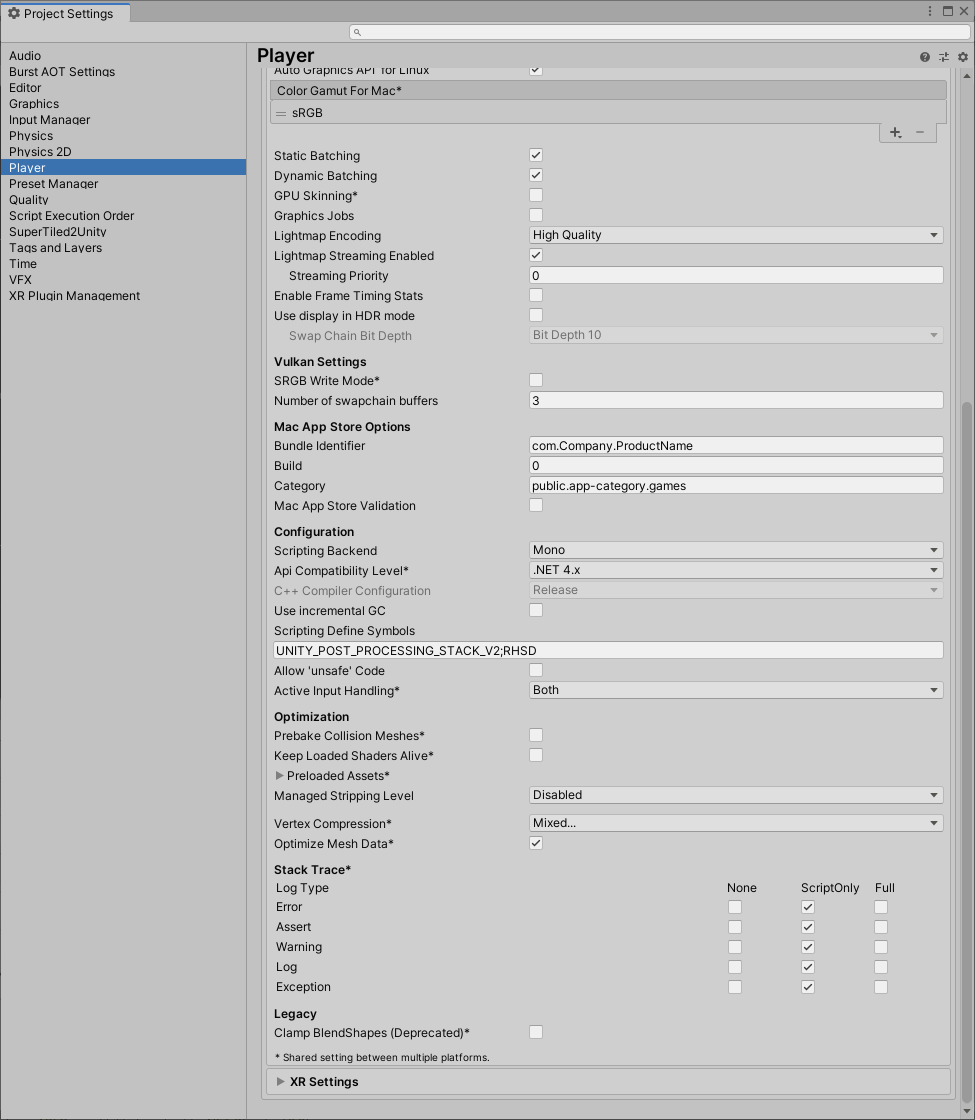 Project Settings
Audio
Burst AOT Settings
Editor
Graphics
Input Manager
Physics
Physics 2D
Player
Preset Manager
Quality
Script Execution Order
SuperTiled2Unity
Tags and Layers
Time
VFX
XR Plugin Management
Player
Auto Graphics API for Linux
Color Gamut For Mac*
sRGB
Static Batching
Dynamic Batching
GPU Skinning*
Graphics Jobs
Lightmap Encoding High Quality
Lightmap Streaming Enabled
Streaming Priority 0
Enable Frame Timing Stats
Use display in HDR mode
Swap Chain Bit Depth Bit Depth 10
Vulkan Settings
SRGB Write Mode*
Number of swapchain buffers 3
Mac App Store Options
Bundle Identifier com.Company.ProductName
Build 0
Category public.app-category.games
Mac App Store Validation
Configuration
Scripting Backend Mono
Api Compatibility Level* .NET 4.x
C++ Compiler Configuration Release
Use incremental GC
Scripting Define Symbols
UNITY_POST_PROCESSING_STACK_V2;RHSD
Allow 'unsafe' Code
Active Input Handling* Both
Optimization
Prebake Collision Meshes*
Keep Loaded Shaders Alive*
Preloaded Assets*
Managed Stripping Level Disabled
Vertex Compression* Mixed...
Optimize Mesh Data*
Stack Trace*
Log Type None ScriptOnly Full
Error
Assert
Warning
Log
Exception
Legacy
Clamp BlendShapes (Deprecated)*
* Shared setting between multiple platforms.
XR Settings